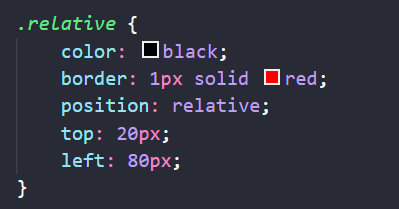 .relative {
    color: black;
    border: 1px solid red;
    position: relative;
    top: 20px;
    left: 80px;
}